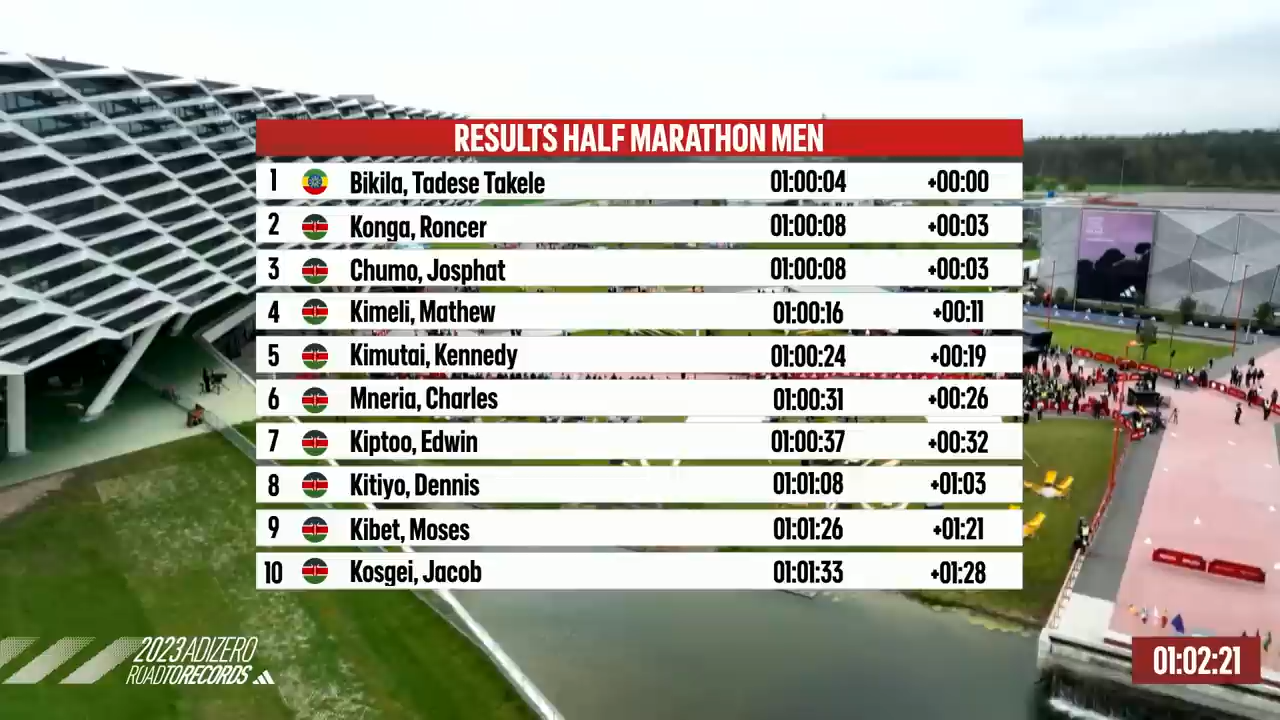 RESULTS HALF MARATHON MEN
1 Bikila, Tadese Takele 01:00:04 +00:00
2 Konga, Roncer 01:00:08 +00:03
3 Chumo, Josphat 01:00:08 +00:03
4 Kimeli, Mathew 01:00:16 +00:11
5 Kimutai, Kennedy 01:00:24 +00:19
6 Mneria, Charles 01:00:31 +00:26
7 Kiptoo, Edwin 01:00:37 +00:32
8 Kitiyo, Dennis 01:01:08 +01:03
9 Kibet, Moses 01:01:26 +01:21
10 Kosgei, Jacob 01:01:33 +01:28
2023 ADIZERO
ROAD TO RECORDS
01:02:21